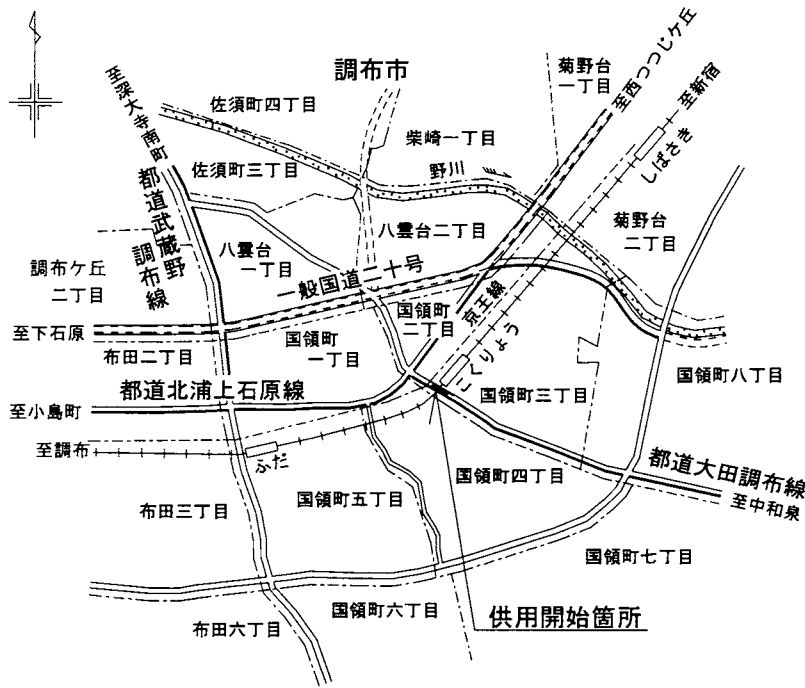 調布市
菊野台
一丁目
至西つつじケ丘
至新宿
至深大寺南町
佐須町四丁目
柴崎一丁目
しばさき
佐須町三丁目
野川
都道武蔵野
調布線
八雲台二丁目
菊野台
二丁目
調布ケ丘
二丁目
八雲台
一丁目
一般国道二十号
国領町
二丁目
京王線
至下石原
布田二丁目
国領町
一丁目
こくりょう
国領町八丁目
都道北浦上石原線
国領町三丁目
至小島町
至調布
ふだ
国領町四丁目
都道大田調布線
至中和泉
布田三丁目
国領町五丁目
国領町七丁目
国領町六丁目
供用開始箇所
布田六丁目